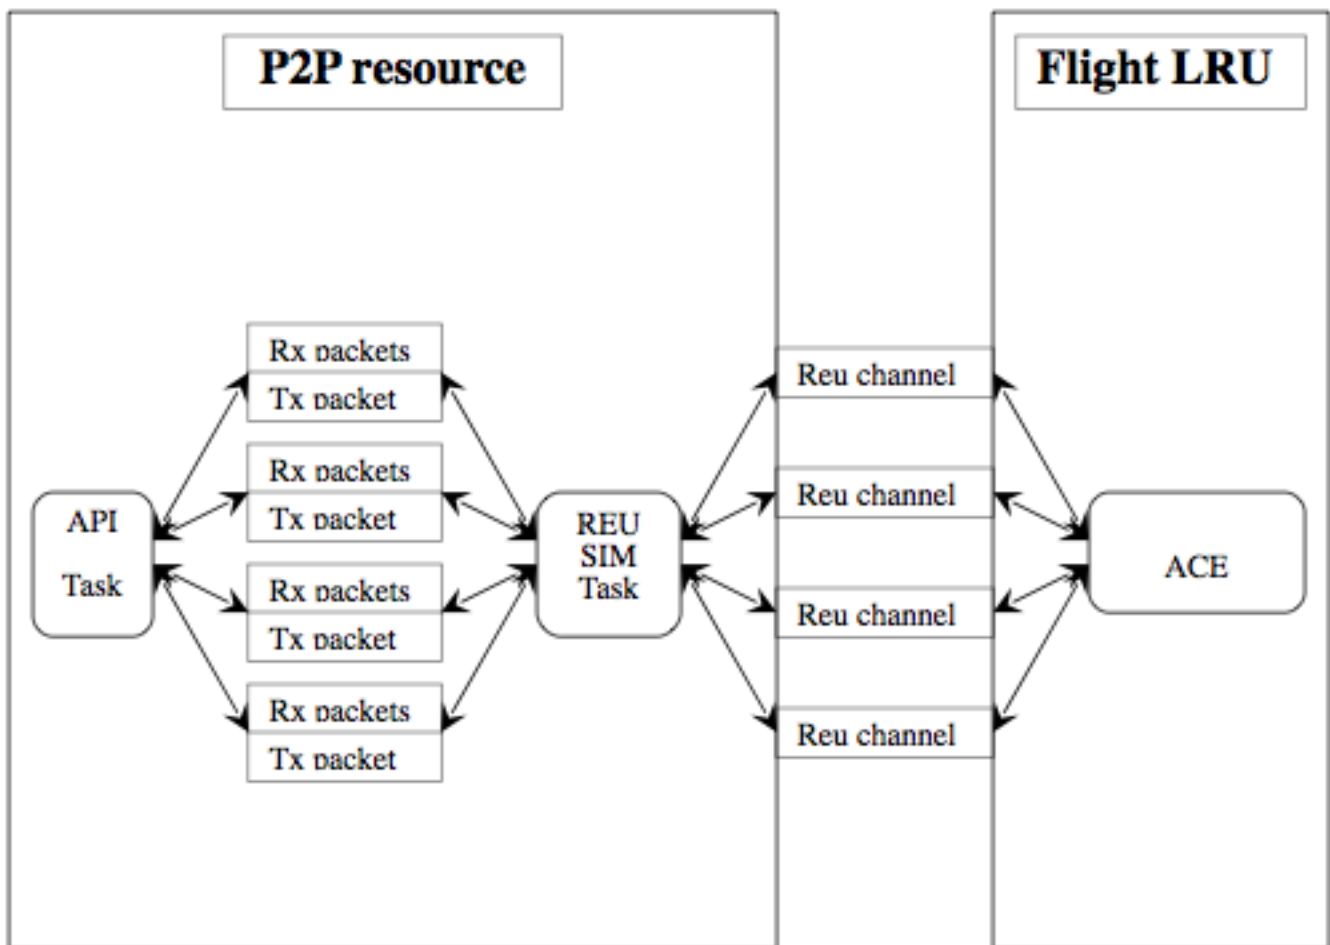 P2P resource
Flight LRU
Rx packets
Tx packet
Rx packets
Tx packet
Rx packets
Tx packet
Rx packets
Tx packet
API
Task
REU
SIM
Task
Reu channel
Reu channel
Reu channel
Reu channel
ACE